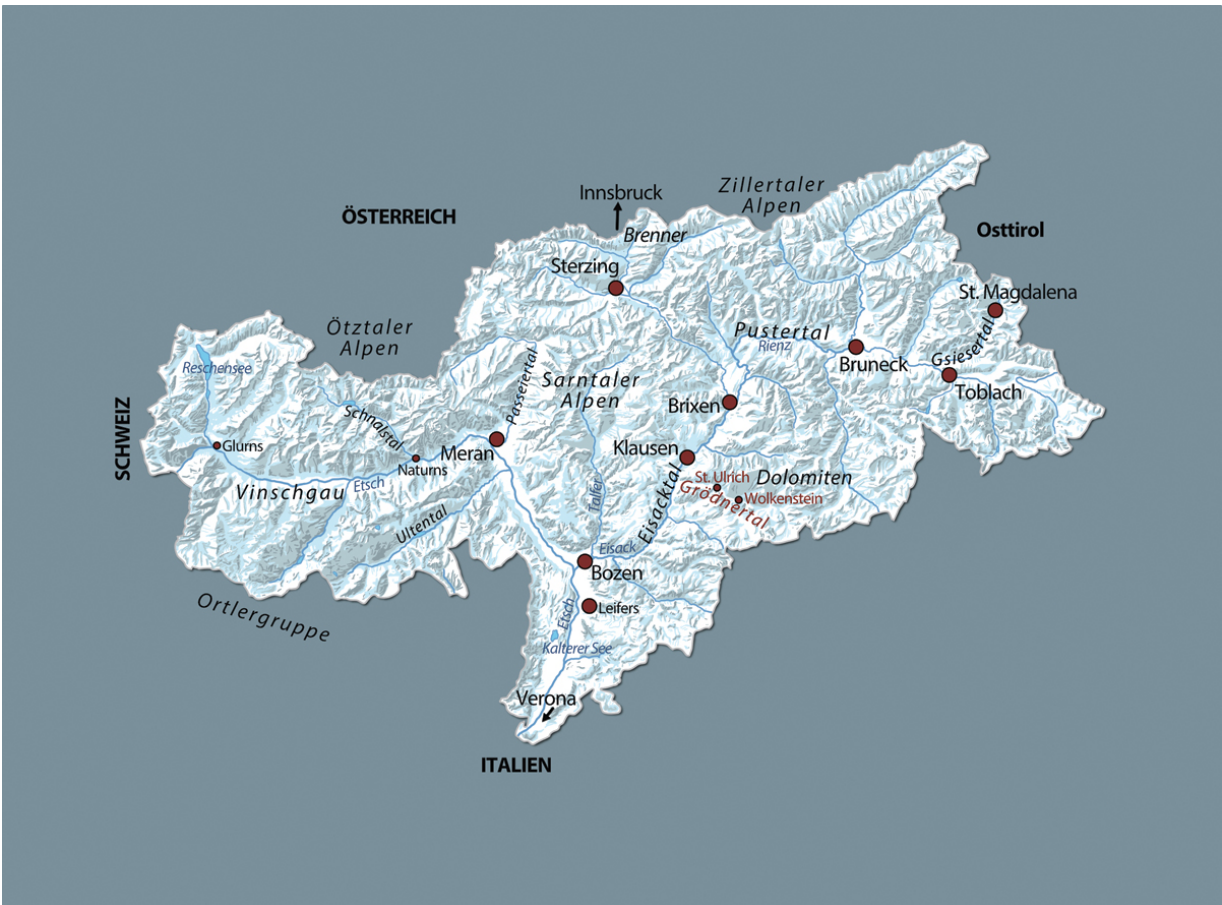 Zillertaler
Alpen
Innsbruck
ÖSTERREICH
Brenner
Osttirol
Sterzing
St. Magdalena
Ötztaler
Alpen
Pustertal
Rienz
Gsiesertal
Bruneck
Toblach
Reschensee
Passeiertal
Sarntaler
Alpen
Schnalstal
Brixen
SCHWEIZ
Glurns
Meran
Klausen
Naturns
Vinschgau
Etsch
St. Ulrich
Dolomiten
Grödnertal
Wolkenstein
Talfer
Eisacktal
Ultental
Eisack
Bozen
Ortlergruppe
Etsch
Leifers
Kalterer See
Verona
ITALIEN